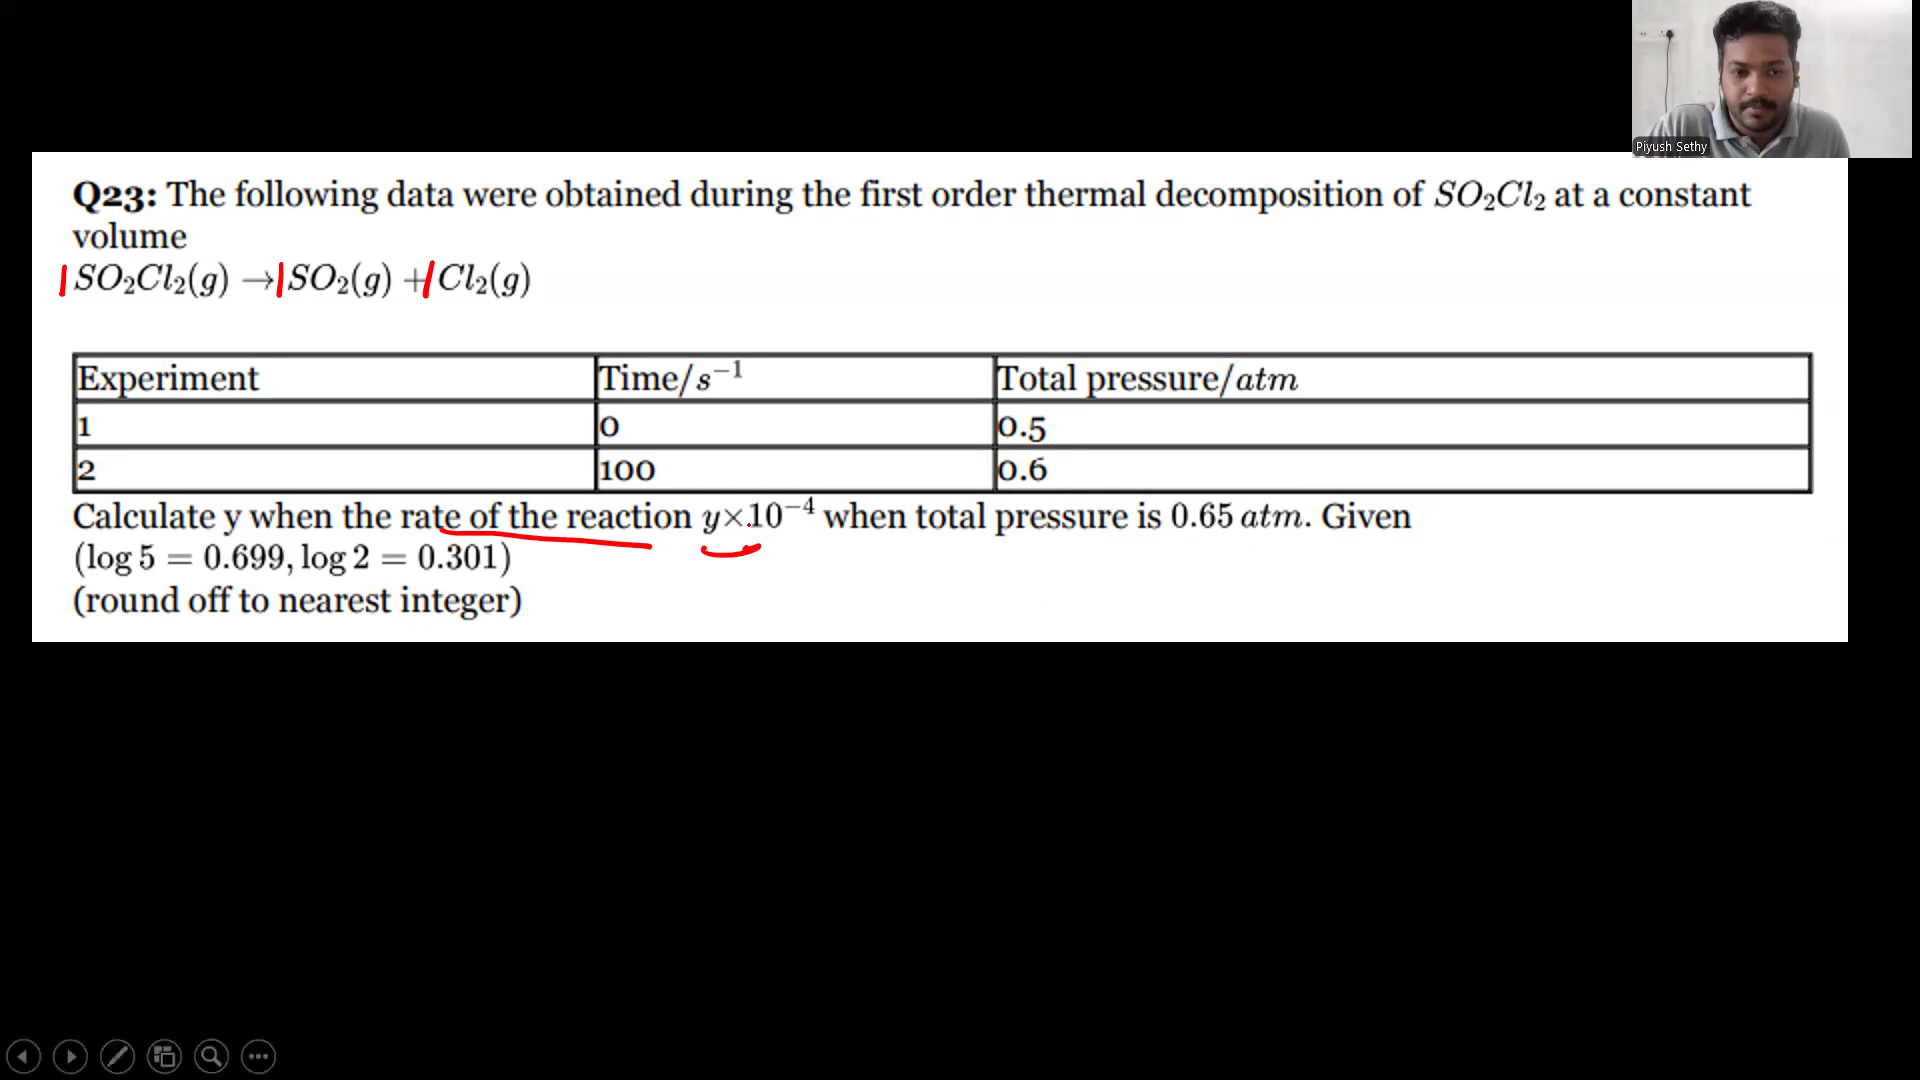 Piyush Sethy
Q23: The following data were obtained during the first order thermal decomposition of SO₂Cl₂ at a constant
volume
SO₂Cl₂(g) → SO₂(g) + Cl₂(g)
Experiment Time/s⁻¹ Total pressure/atm
1 0 0.5
2 100 0.6
Calculate y when the rate of the reaction y×10⁻⁴ when total pressure is 0.65 atm. Given
(log 5 = 0.699, log 2 = 0.301)
(round off to nearest integer)